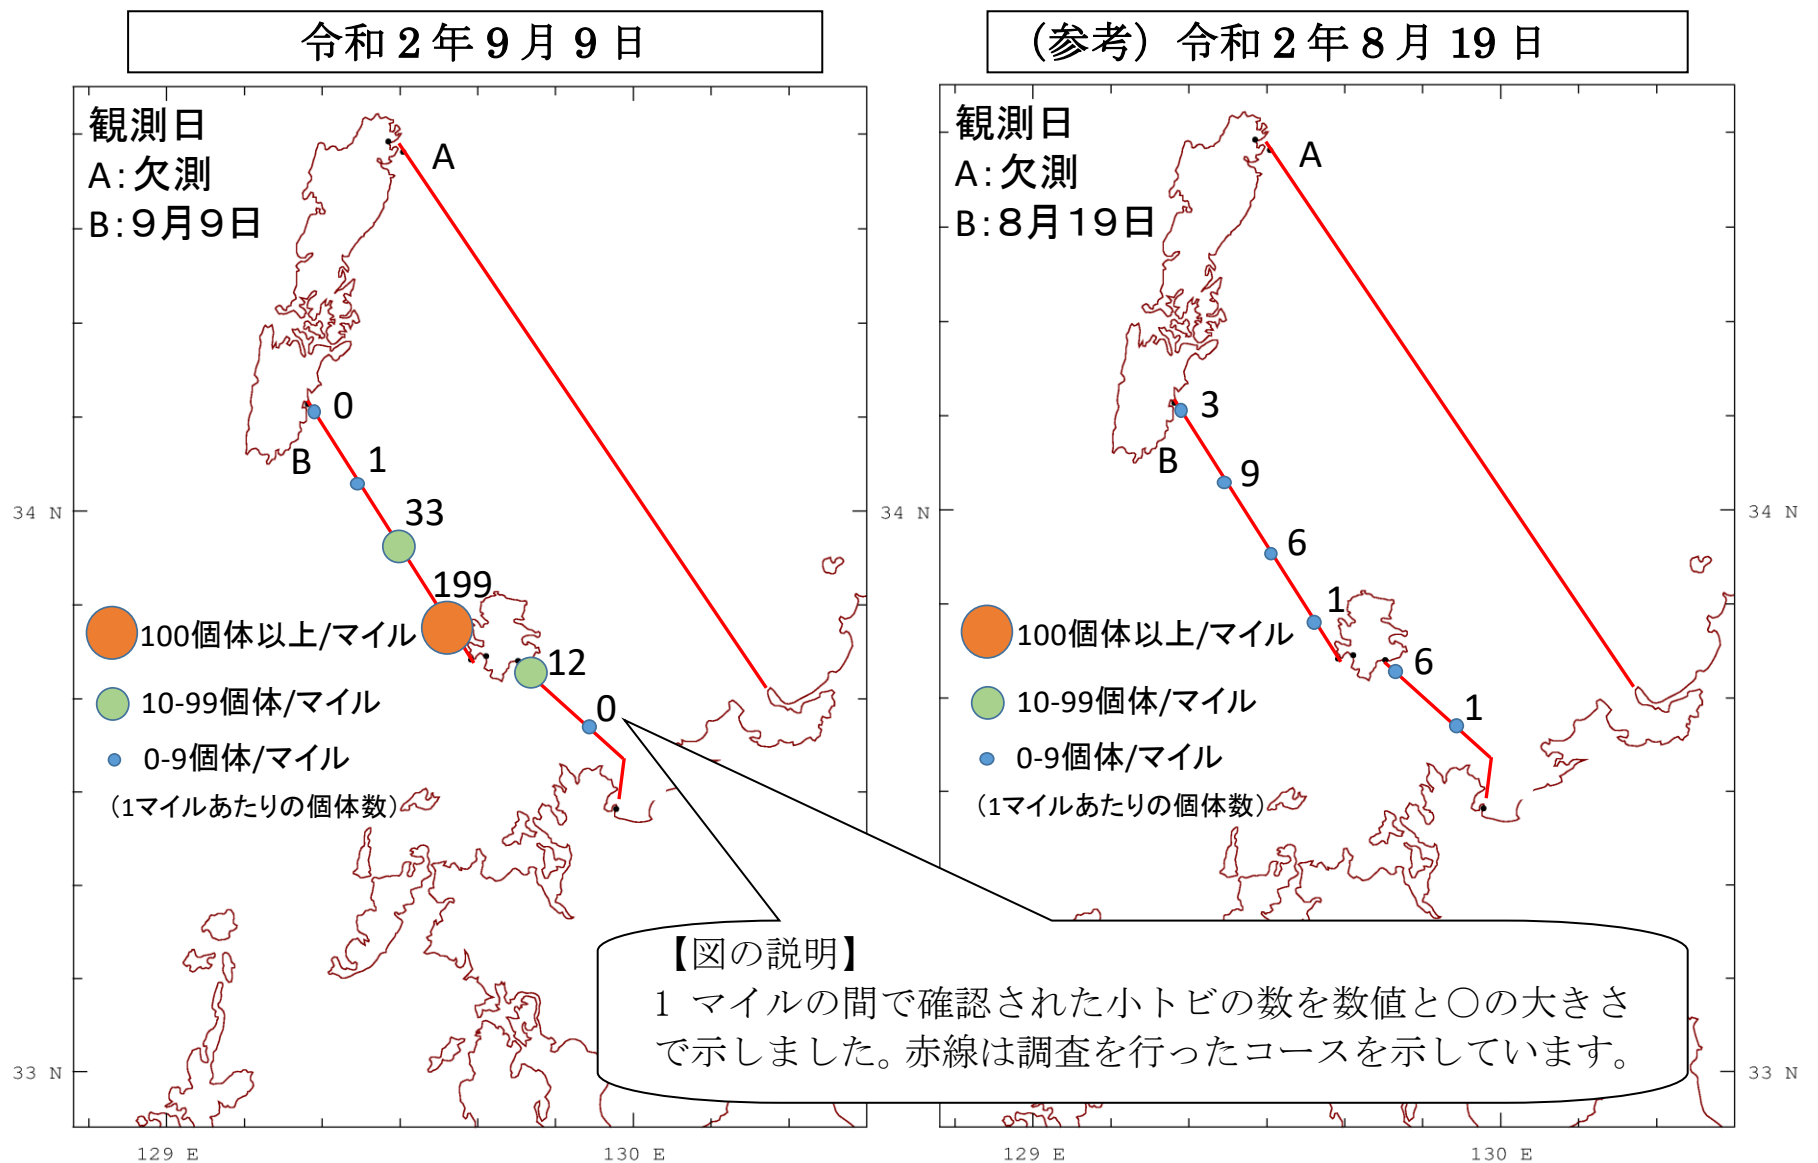 令和２年９月９日
（参考）令和２年８月19日
観測日
A：欠測
B：９月９日
A
0
B
1
33
199
12
0
34 N
33 N
129 E
130 E
100個体以上/マイル
10-99個体/マイル
0-9個体/マイル
（1マイルあたりの個体数）
観測日
A：欠測
B：８月１９日
A
3
B
9
6
1
6
1
34 N
34 N
33 N
129 E
130 E
100個体以上/マイル
10-99個体/マイル
0-9個体/マイル
（1マイルあたりの個体数）
【図の説明】
1 マイルの間で確認された小トビの数を数値と○の大きさ
で示しました。赤線は調査を行ったコースを示しています。